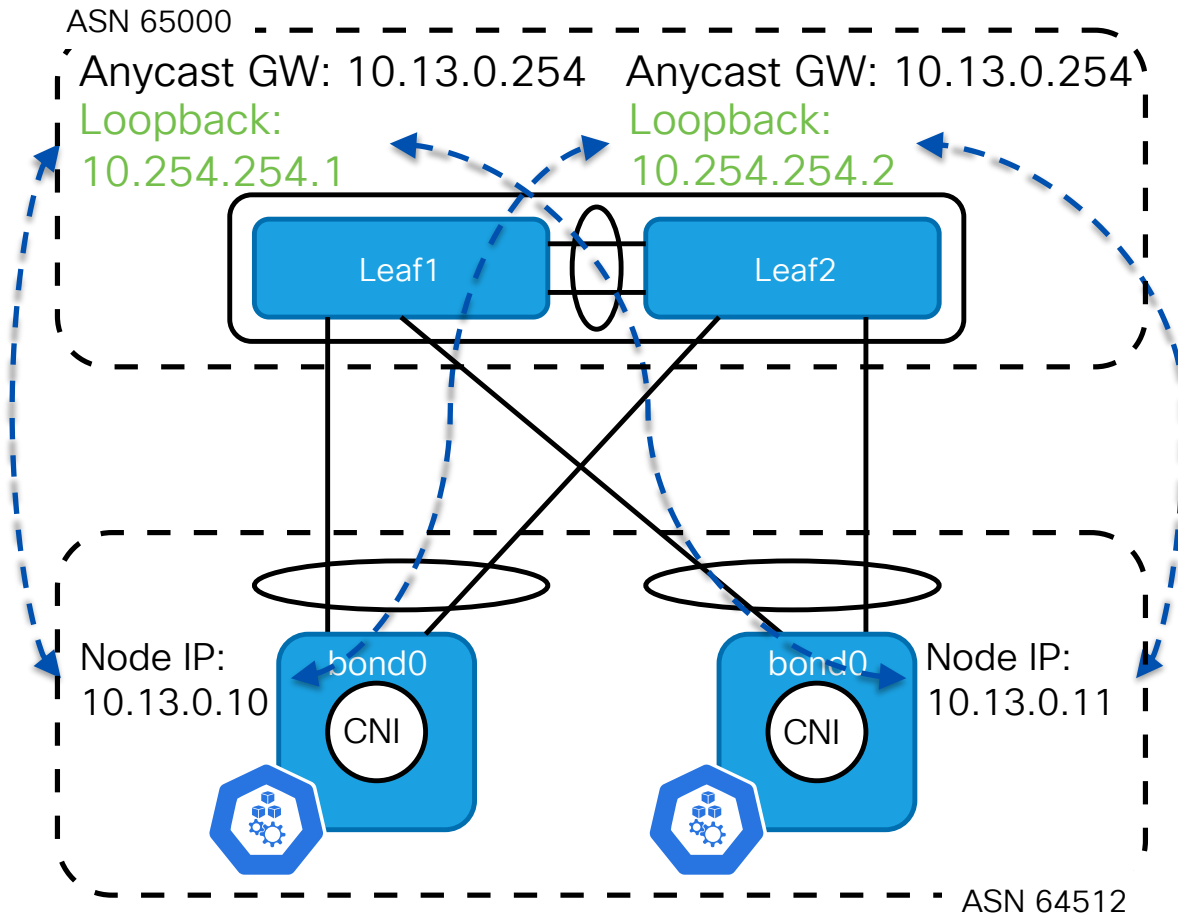 ASN 65000
Anycast GW: 10.13.0.254
Loopback:
10.254.254.1
Anycast GW: 10.13.0.254
Loopback:
10.254.254.2
Leaf1
Leaf2
Node IP:
10.13.0.10
bond0
CNI
bond0
CNI
Node IP:
10.13.0.11
ASN 64512